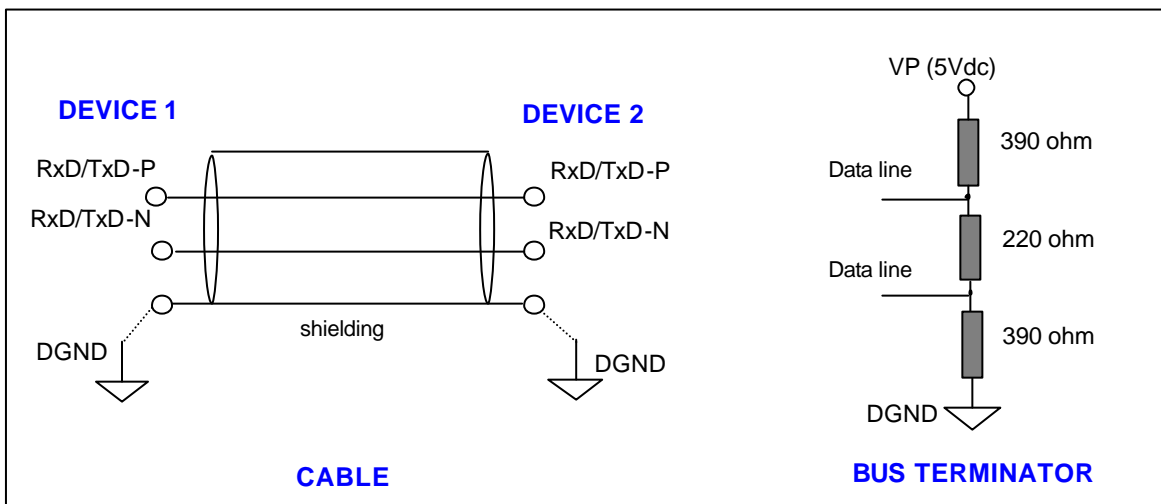 DEVICE 1
DEVICE 2
RxD/TxD-P
RxD/TxD-P
RxD/TxD-N
RxD/TxD-N
shielding
DGND
DGND
CABLE
VP (5Vdc)
390 ohm
Data line
220 ohm
Data line
390 ohm
DGND
BUS TERMINATOR